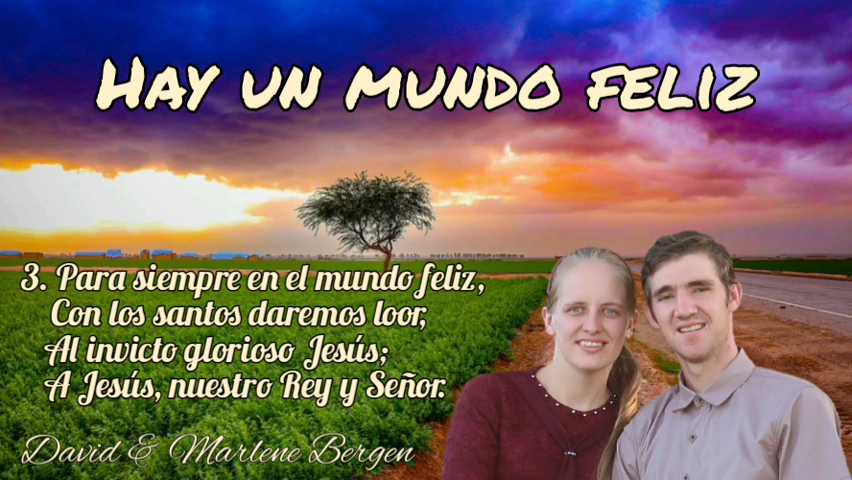 Hay un mundo feliz
3. Para siempre en el mundo feliz,
Con los santos daremos loor,
Al invicto glorioso Jesús;
A Jesús, nuestro Rey y Señor.
David & Marlene Bergen